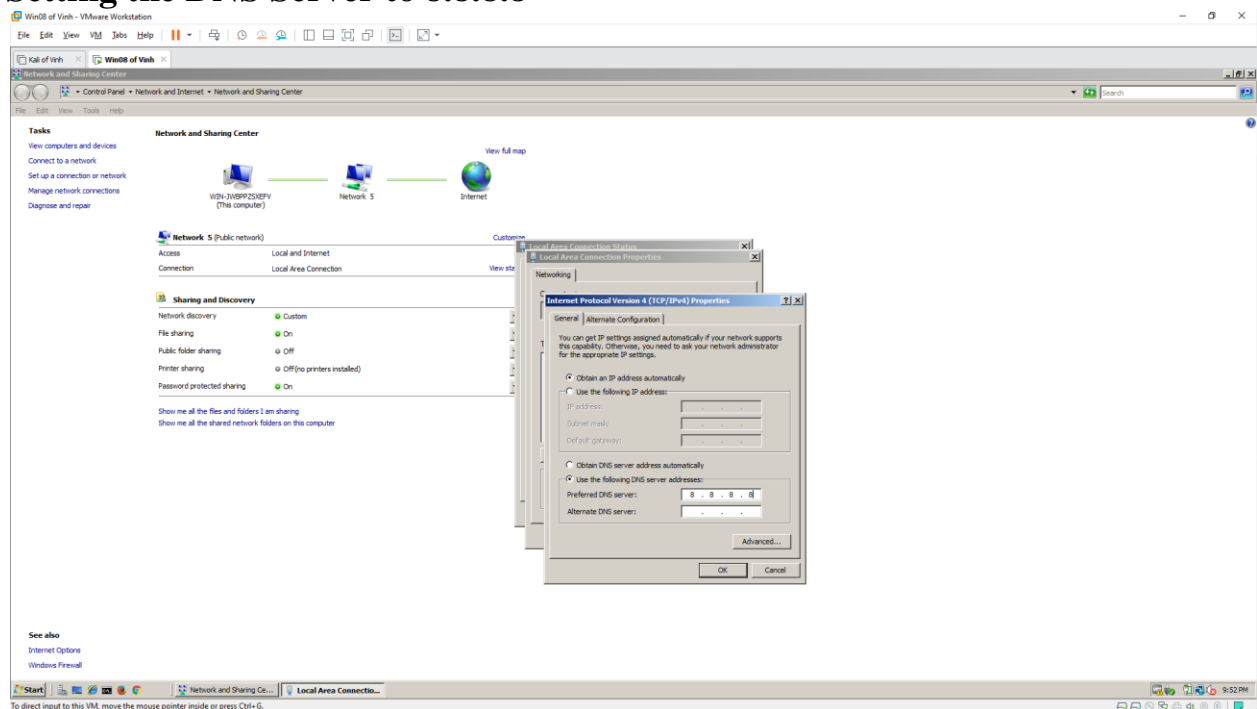 Setting the DNS Server to 8.8.8.8
Win08 of Vinh - VMware Workstation
File Edit View VM Tabs Help
Kali of Vinh Win08 of Vinh
Network and Sharing Center
Control Panel Network and Internet Network and Sharing Center Search
File Edit View Tools Help
Tasks
View computers and devices
Connect to a network
Set up a connection or network
Manage network connections
Diagnose and repair
Network and Sharing Center
View full map
WIN-JWBPPZSXEFV
(This computer)
Network 5
Internet
Network 5 (Public network) Customize
Access Local and Internet
Connection Local Area Connection View sta
Sharing and Discovery
Network discovery Custom
File sharing On
Public folder sharing Off
Printer sharing Off (no printers installed)
Password protected sharing On
Show me all the files and folders I am sharing
Show me all the shared network folders on this computer
Local Area Connection Status
Local Area Connection Properties
Networking
Internet Protocol Version 4 (TCP/IPv4) Properties
General Alternate Configuration
You can get IP settings assigned automatically if your network supports
this capability. Otherwise, you need to ask your network administrator
for the appropriate IP settings.
Obtain an IP address automatically
Use the following IP address:
IP address:
Subnet mask:
Default gateway:
Obtain DNS server address automatically
Use the following DNS server addresses:
Preferred DNS server: 8 . 8 . 8 . 8
Alternate DNS server: . . .
Advanced...
OK Cancel
See also
Internet Options
Windows Firewall
Start Network and Sharing Ce... Local Area Connectio... 9:52 PM
To direct input to this VM, move the mouse pointer inside or press Ctrl+G.